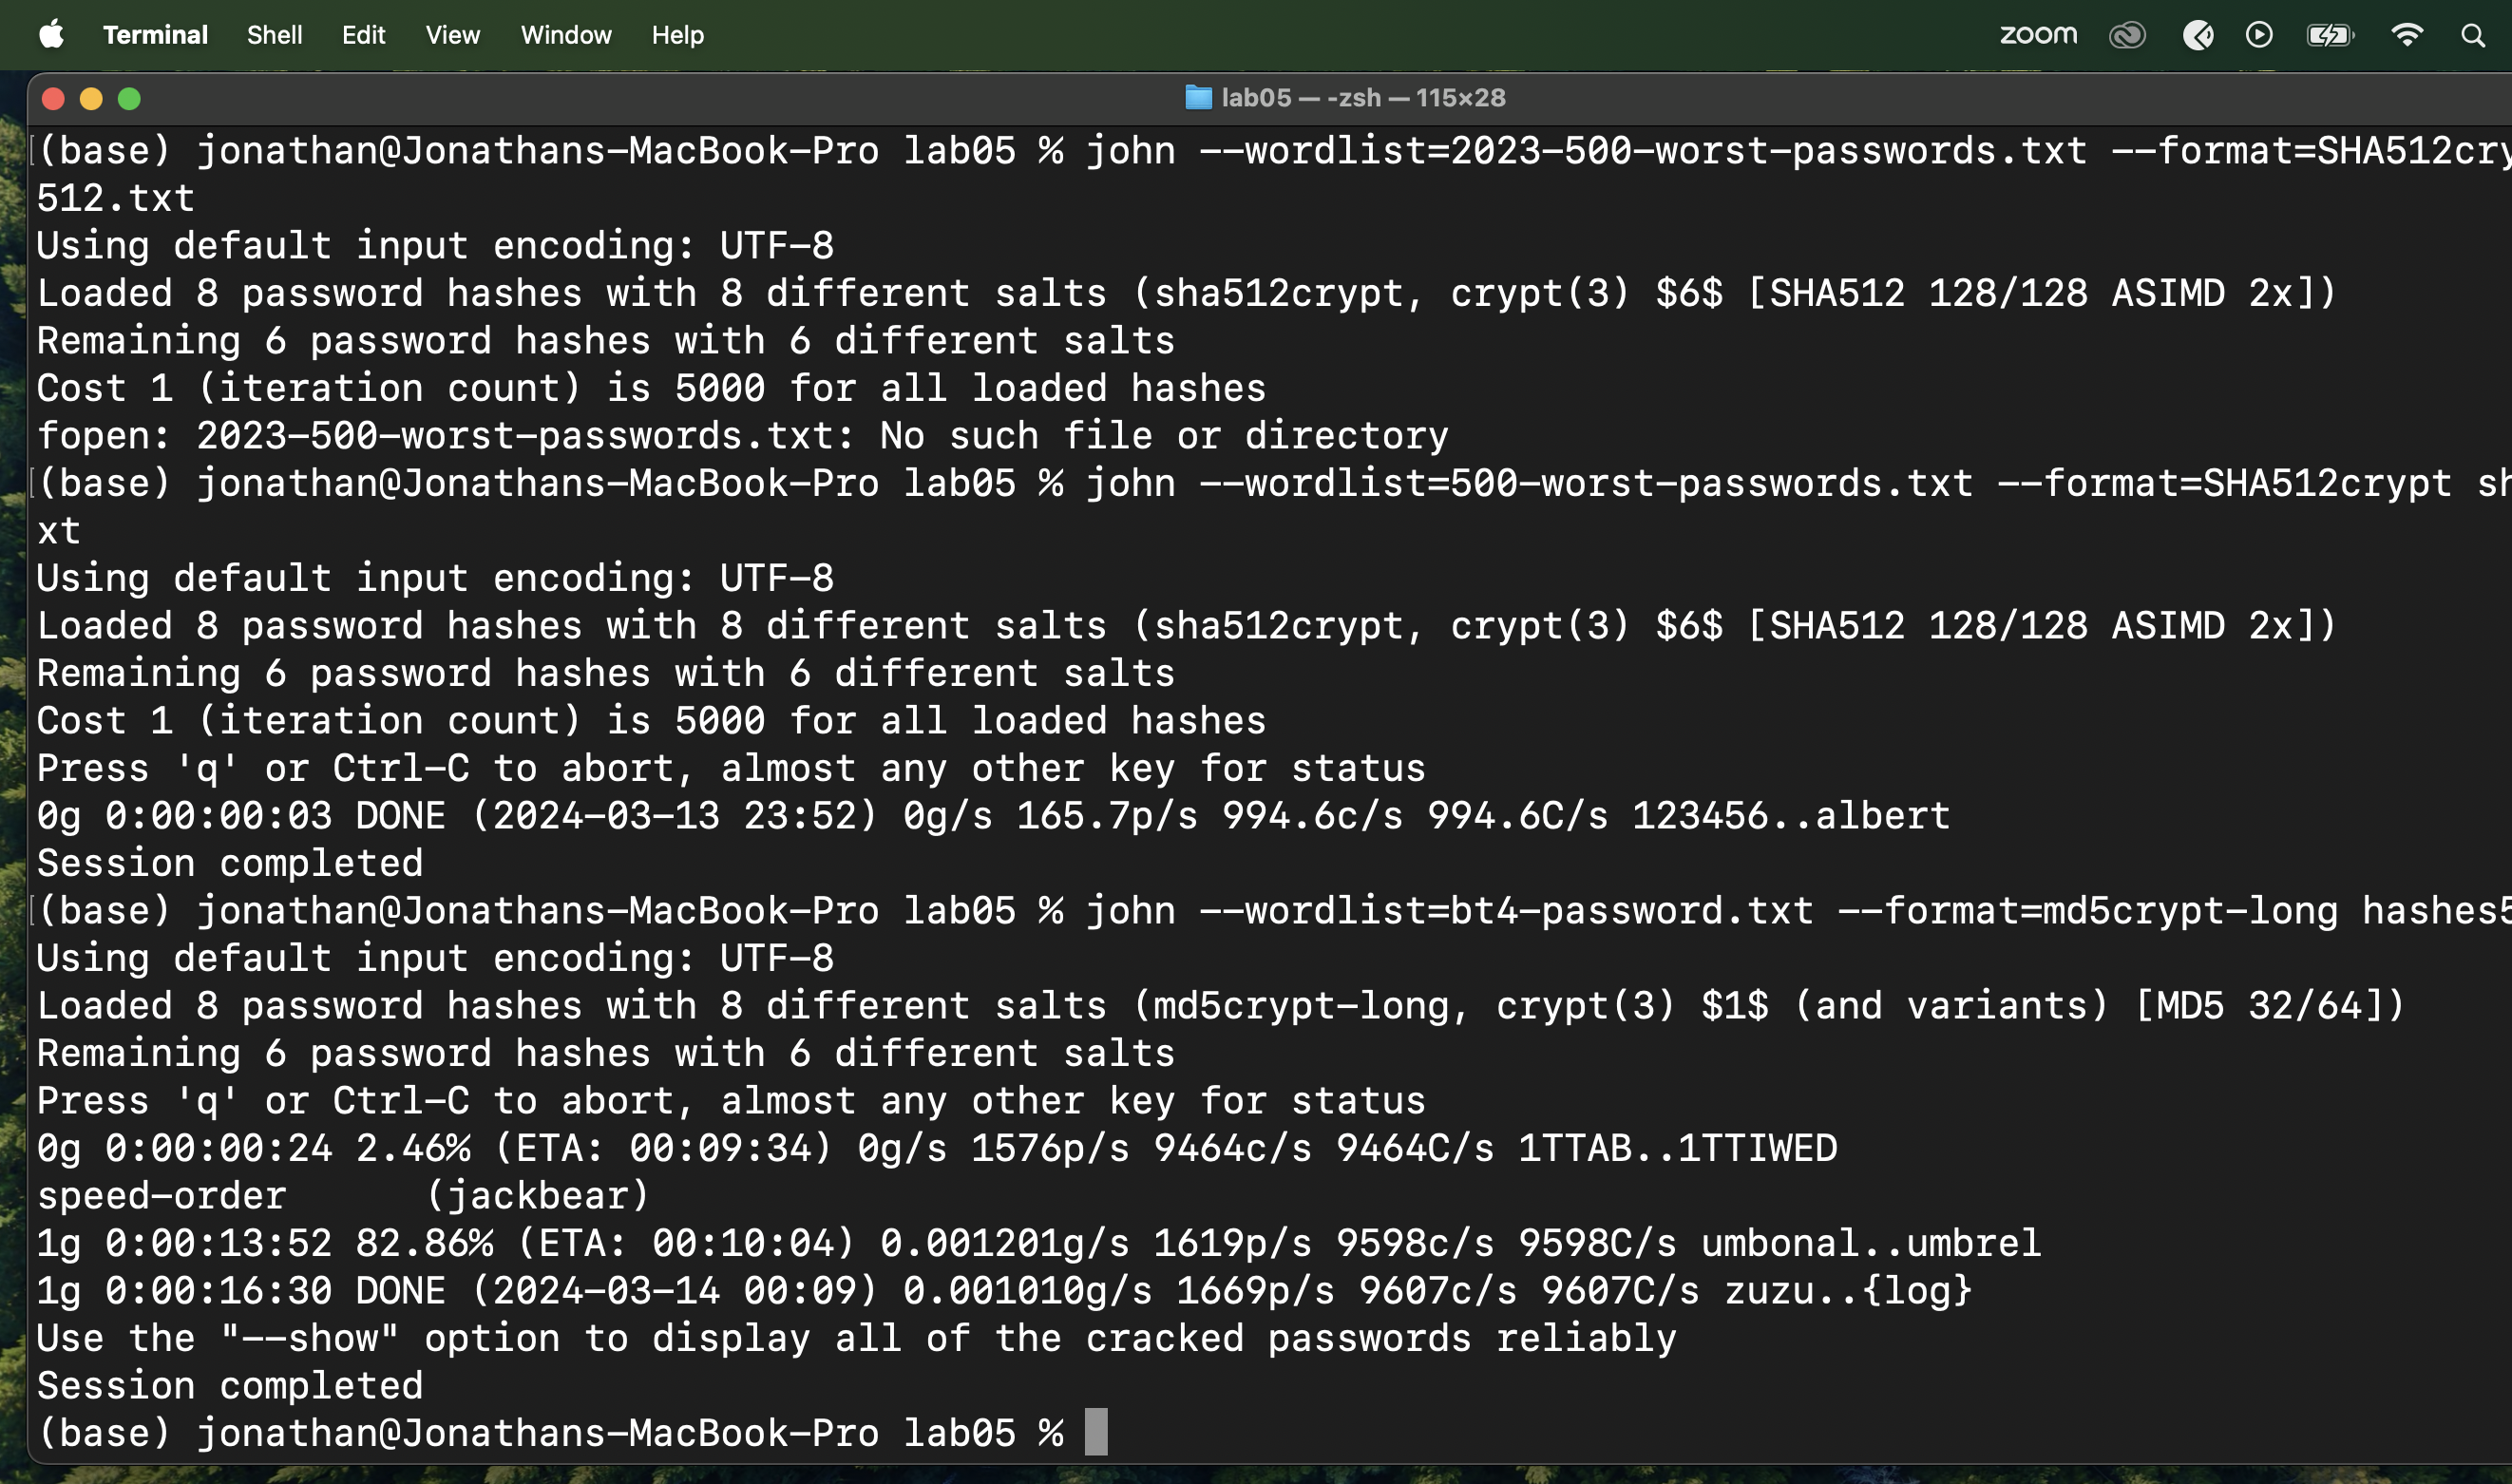 Terminal Shell Edit View Window Help zoom
lab05 — -zsh — 115×28
(base) jonathan@Jonathans-MacBook-Pro lab05 % john --wordlist=2023-500-worst-passwords.txt --format=SHA512cry
512.txt
Using default input encoding: UTF-8
Loaded 8 password hashes with 8 different salts (sha512crypt, crypt(3) $6$ [SHA512 128/128 ASIMD 2x])
Remaining 6 password hashes with 6 different salts
Cost 1 (iteration count) is 5000 for all loaded hashes
fopen: 2023-500-worst-passwords.txt: No such file or directory
(base) jonathan@Jonathans-MacBook-Pro lab05 % john --wordlist=500-worst-passwords.txt --format=SHA512crypt sh
xt
Using default input encoding: UTF-8
Loaded 8 password hashes with 8 different salts (sha512crypt, crypt(3) $6$ [SHA512 128/128 ASIMD 2x])
Remaining 6 password hashes with 6 different salts
Cost 1 (iteration count) is 5000 for all loaded hashes
Press 'q' or Ctrl-C to abort, almost any other key for status
0g 0:00:00:03 DONE (2024-03-13 23:52) 0g/s 165.7p/s 994.6c/s 994.6C/s 123456..albert
Session completed
(base) jonathan@Jonathans-MacBook-Pro lab05 % john --wordlist=bt4-password.txt --format=md5crypt-long hashes5
Using default input encoding: UTF-8
Loaded 8 password hashes with 8 different salts (md5crypt-long, crypt(3) $1$ (and variants) [MD5 32/64])
Remaining 6 password hashes with 6 different salts
Press 'q' or Ctrl-C to abort, almost any other key for status
0g 0:00:00:24 2.46% (ETA: 00:09:34) 0g/s 1576p/s 9464c/s 9464C/s 1TTAB..1TTIWED
speed-order      (jackbear)
1g 0:00:13:52 82.86% (ETA: 00:10:04) 0.001201g/s 1619p/s 9598c/s 9598C/s umbonal..umbrel
1g 0:00:16:30 DONE (2024-03-14 00:09) 0.001010g/s 1669p/s 9607c/s 9607C/s zuzu..{log}
Use the "--show" option to display all of the cracked passwords reliably
Session completed
(base) jonathan@Jonathans-MacBook-Pro lab05 %